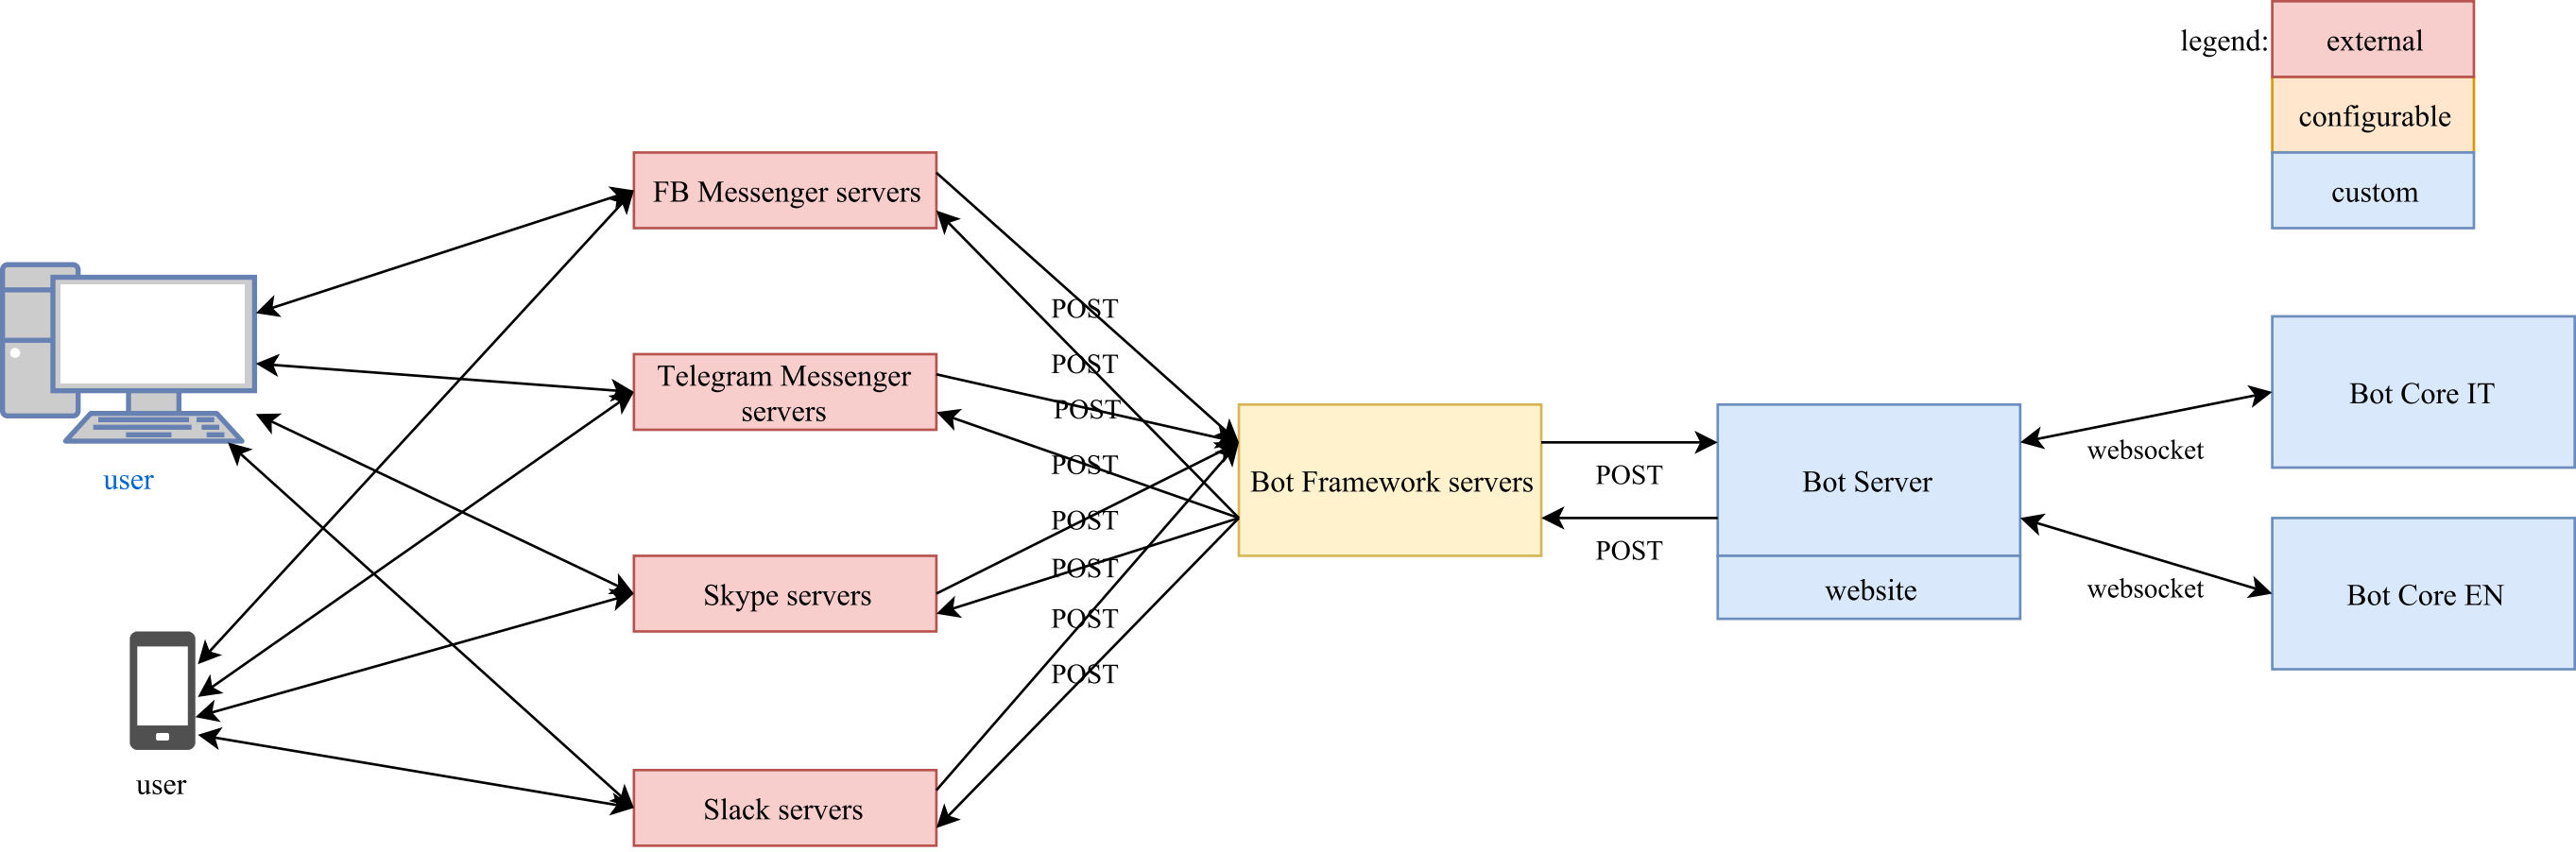 legend:
external
configurable
custom
FB Messenger servers
Telegram Messenger
servers
Skype servers
Slack servers
user
user
POST
POST
POST
POST
POST
POST
POST
POST
Bot Framework servers
POST
POST
Bot Server
website
websocket
websocket
Bot Core IT
Bot Core EN